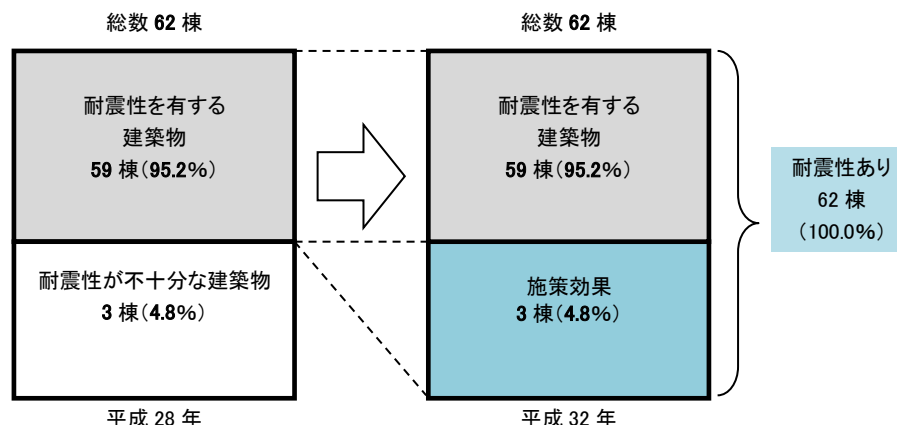 総数 62 棟
耐震性を有する
建築物
59 棟(95.2%)
耐震性が不十分な建築物
3 棟(4.8%)
平成 28 年
総数 62 棟
耐震性を有する
建築物
59 棟(95.2%)
施策効果
3 棟(4.8%)
平成 32 年
耐震性あり
62 棟
(100.0%)